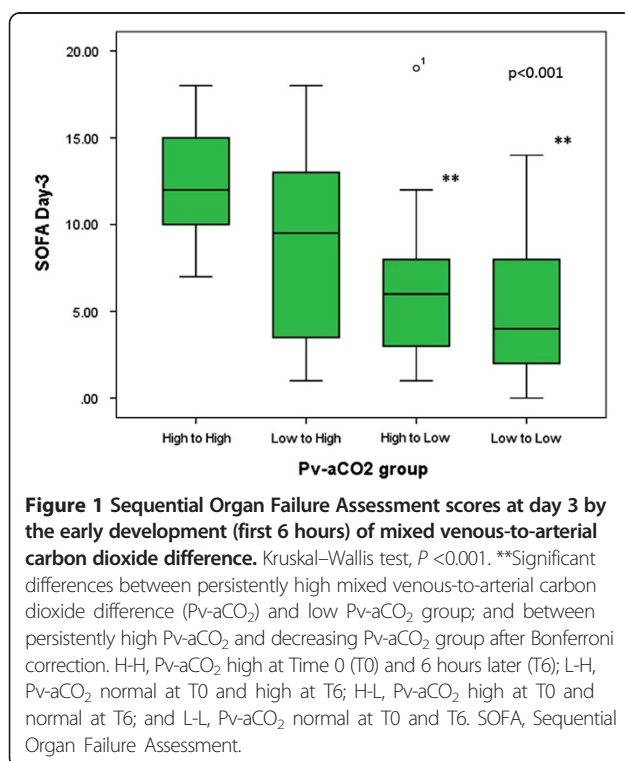 20.00
○¹
p<0.001
15.00
**
**
10.00
5.00
.00
SOFA Day-3
High to High
Low to High
High to Low
Low to Low
Pv-aCO2 group
Figure 1 Sequential Organ Failure Assessment scores at day 3 by
the early development (first 6 hours) of mixed venous-to-arterial
carbon dioxide difference. Kruskal–Wallis test, P <0.001. **Significant
differences between persistently high mixed venous-to-arterial carbon
dioxide difference (Pv-aCO₂) and low Pv-aCO₂ group; and between
persistently high Pv-aCO₂ and decreasing Pv-aCO₂ group after Bonferroni
correction. H-H, Pv-aCO₂ high at Time 0 (T0) and 6 hours later (T6); L-H,
Pv-aCO₂ normal at T0 and high at T6; H-L, Pv-aCO₂ high at T0 and
normal at T6; and L-L, Pv-aCO₂ normal at T0 and T6. SOFA, Sequential
Organ Failure Assessment.